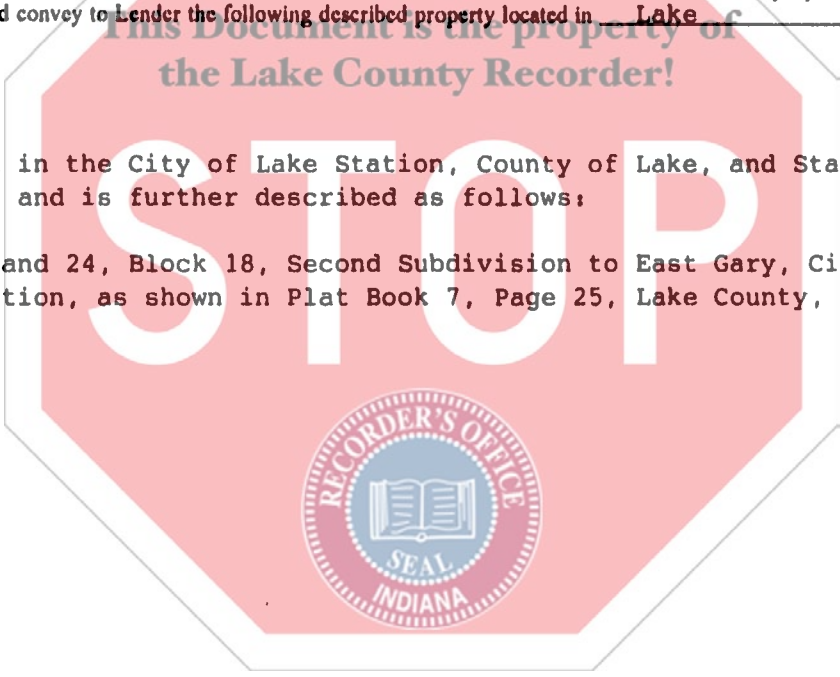 d convey to Lender the following described property located in Lake
This Document is the property of
the Lake County Recorder!
STOP
in the City of Lake Station, County of Lake, and Sta
and is further described as follows:
and 24, Block 18, Second Subdivision to East Gary, Ci
tion, as shown in Plat Book 7, Page 25, Lake County,
RECORDER'S OFFICE
SEAL
INDIANA